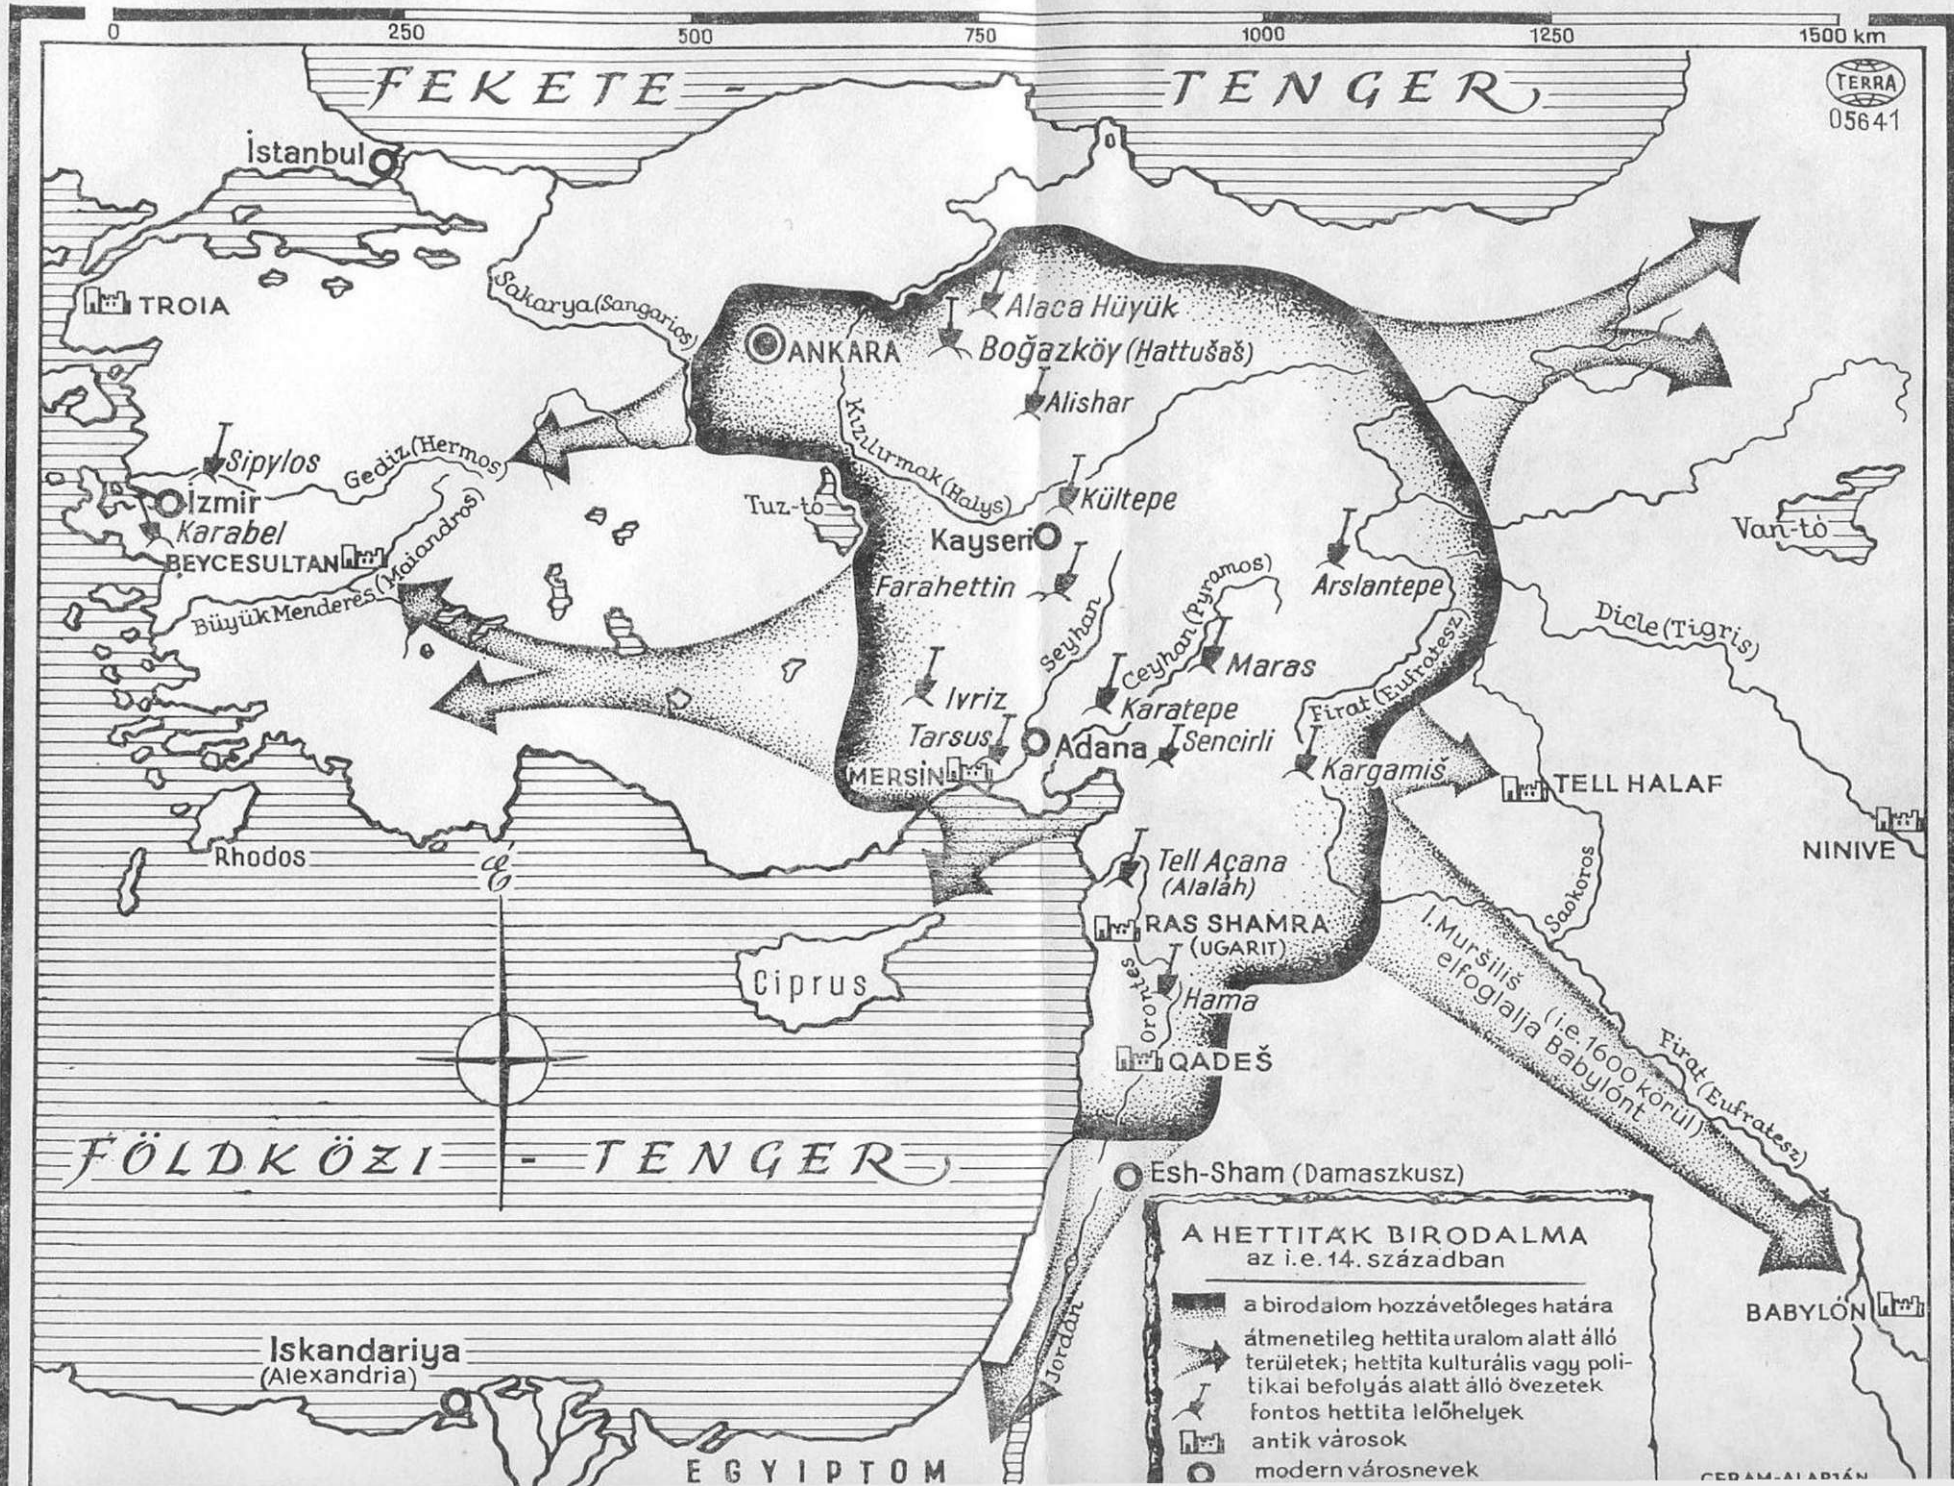 0 250 500 750 1000 1250 1500 km
FEKETE - TENGER
TERRA
05641
İstanbul
TROIA
Sakarya (Sangarios)
ANKARA
Alaca Hüyük
Boğazköy (Hattušaš)
Alishar
Kızılırmak (Halys)
Sipylos
Gediz (Hermos)
İzmir
Karabel
BEYCESULTAN
Büyük Menderes (Maiandros)
Tuz-tó
Kültepe
Kayseri
Farahettin
Arslantepe
Van-tó
Dicle (Tigris)
Seyhan
Ceyhan (Pyramos)
Maras
Firat (Eufratesz)
Ivriz
Karatepe
Tarsus
Adana
Sencirli
MERSIN
Kargamiš
TELL HALAF
NINIVE
Rhodos
É
Tell Açana
(Alalah)
RAS SHAMRA
(UGARIT)
Saokoros
Orontes
Hama
Ciprus
QADEŠ
I. Muršiliš (i.e. 1600 körül)
elfoglalja Babylónt
Firat (Eufratesz)
FÖLDKÖZI - TENGER
Esh-Sham (Damaszkusz)
Jordán
BABYLÓN
Iskandariya
(Alexandria)
EGYIPTOM
A HETTITÁK BIRODALMA
az i.e. 14. században
a birodalom hozzávetőleges határa
átmenetileg hettita uralom alatt álló
területek; hettita kulturális vagy poli-
tikai befolyás alatt álló övezetek
fontos hettita lelőhelyek
antik városok
modern városnevek
CERAM-ALAPJÁN